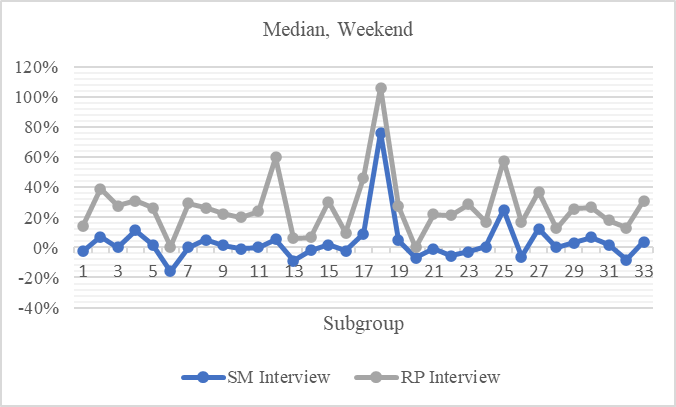 Median, Weekend
120%
100%
80%
60%
40%
20%
0%
-20%
-40%
1 3 5 7 9 11 13 15 17 19 21 23 25 27 29 31 33
Subgroup
SM Interview RP Interview